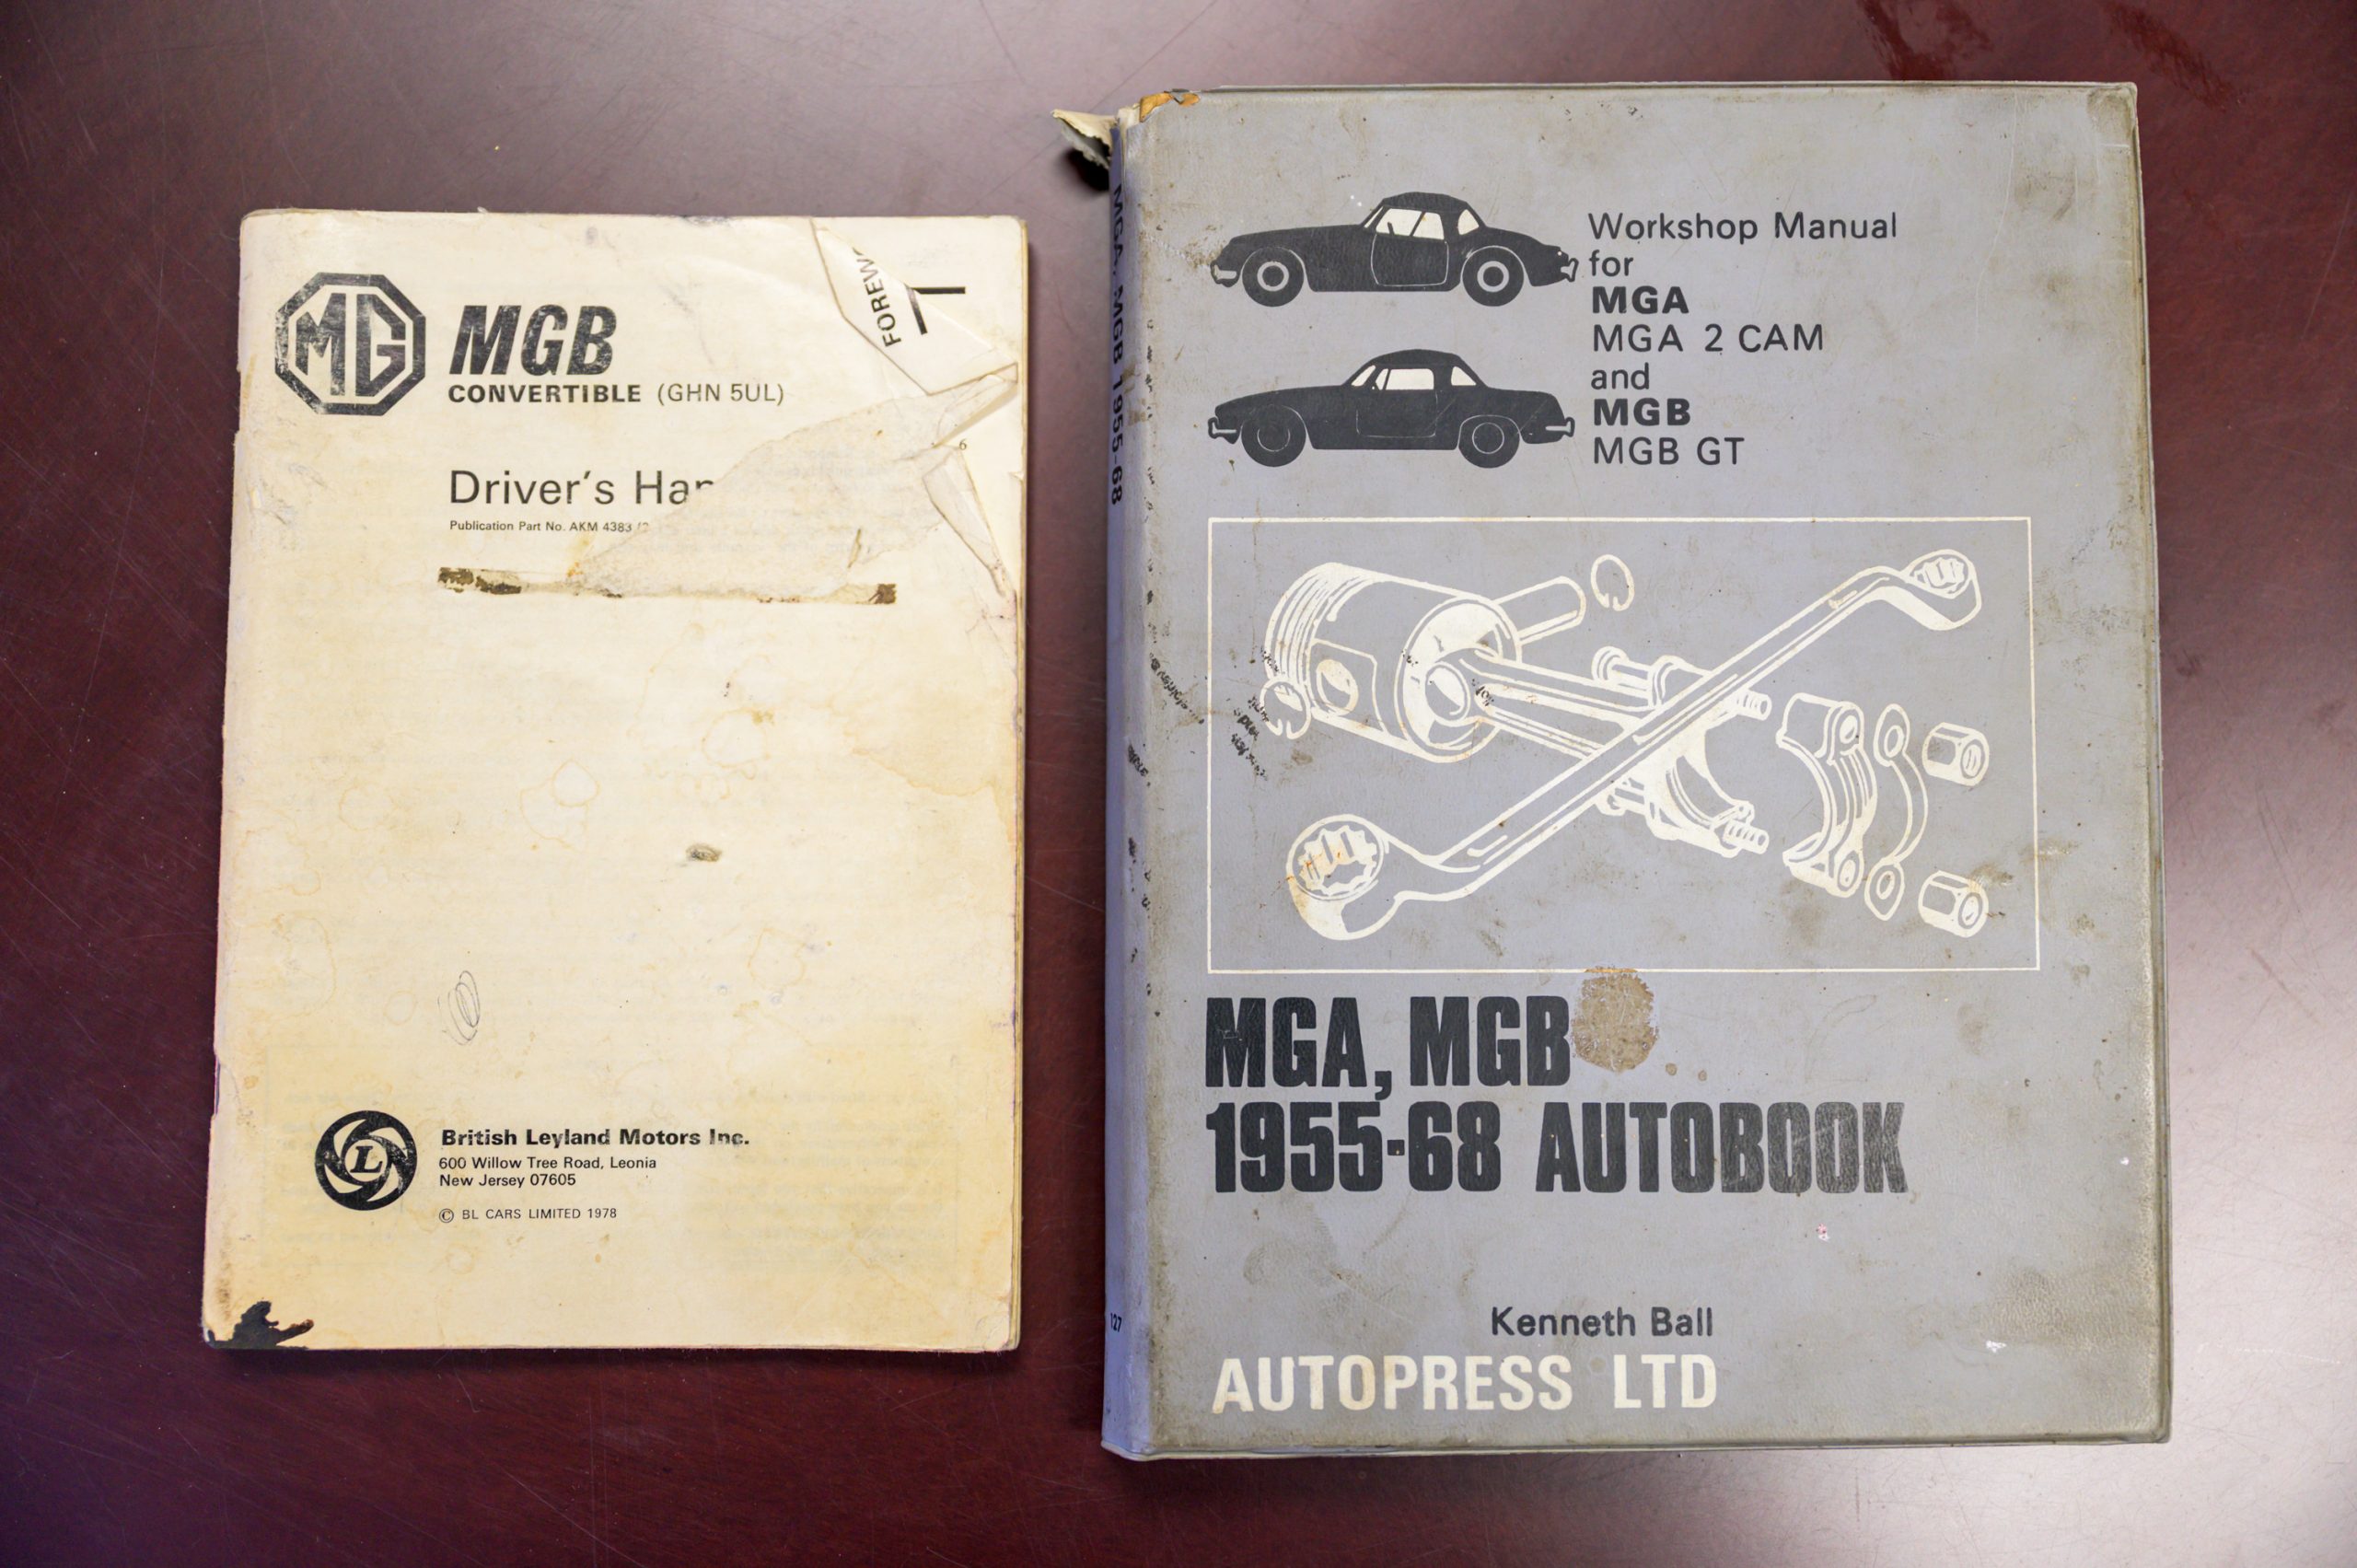 MG
MGB
CONVERTIBLE (GHN 5UL)
Driver's
Publication Part No. AKM 4383
6
L
British Leyland Motors Inc.
600 Willow Tree Road, Leonia
New Jersey 07605
© BL CARS LIMITED 1978
MGA, MGB 1955-68
127
Workshop Manual
for
MGA
MGA 2 CAM
and
MGB
MGB GT
MGA, MGB
1955-68 AUTOBOOK
Kenneth Ball
AUTOPRESS LTD